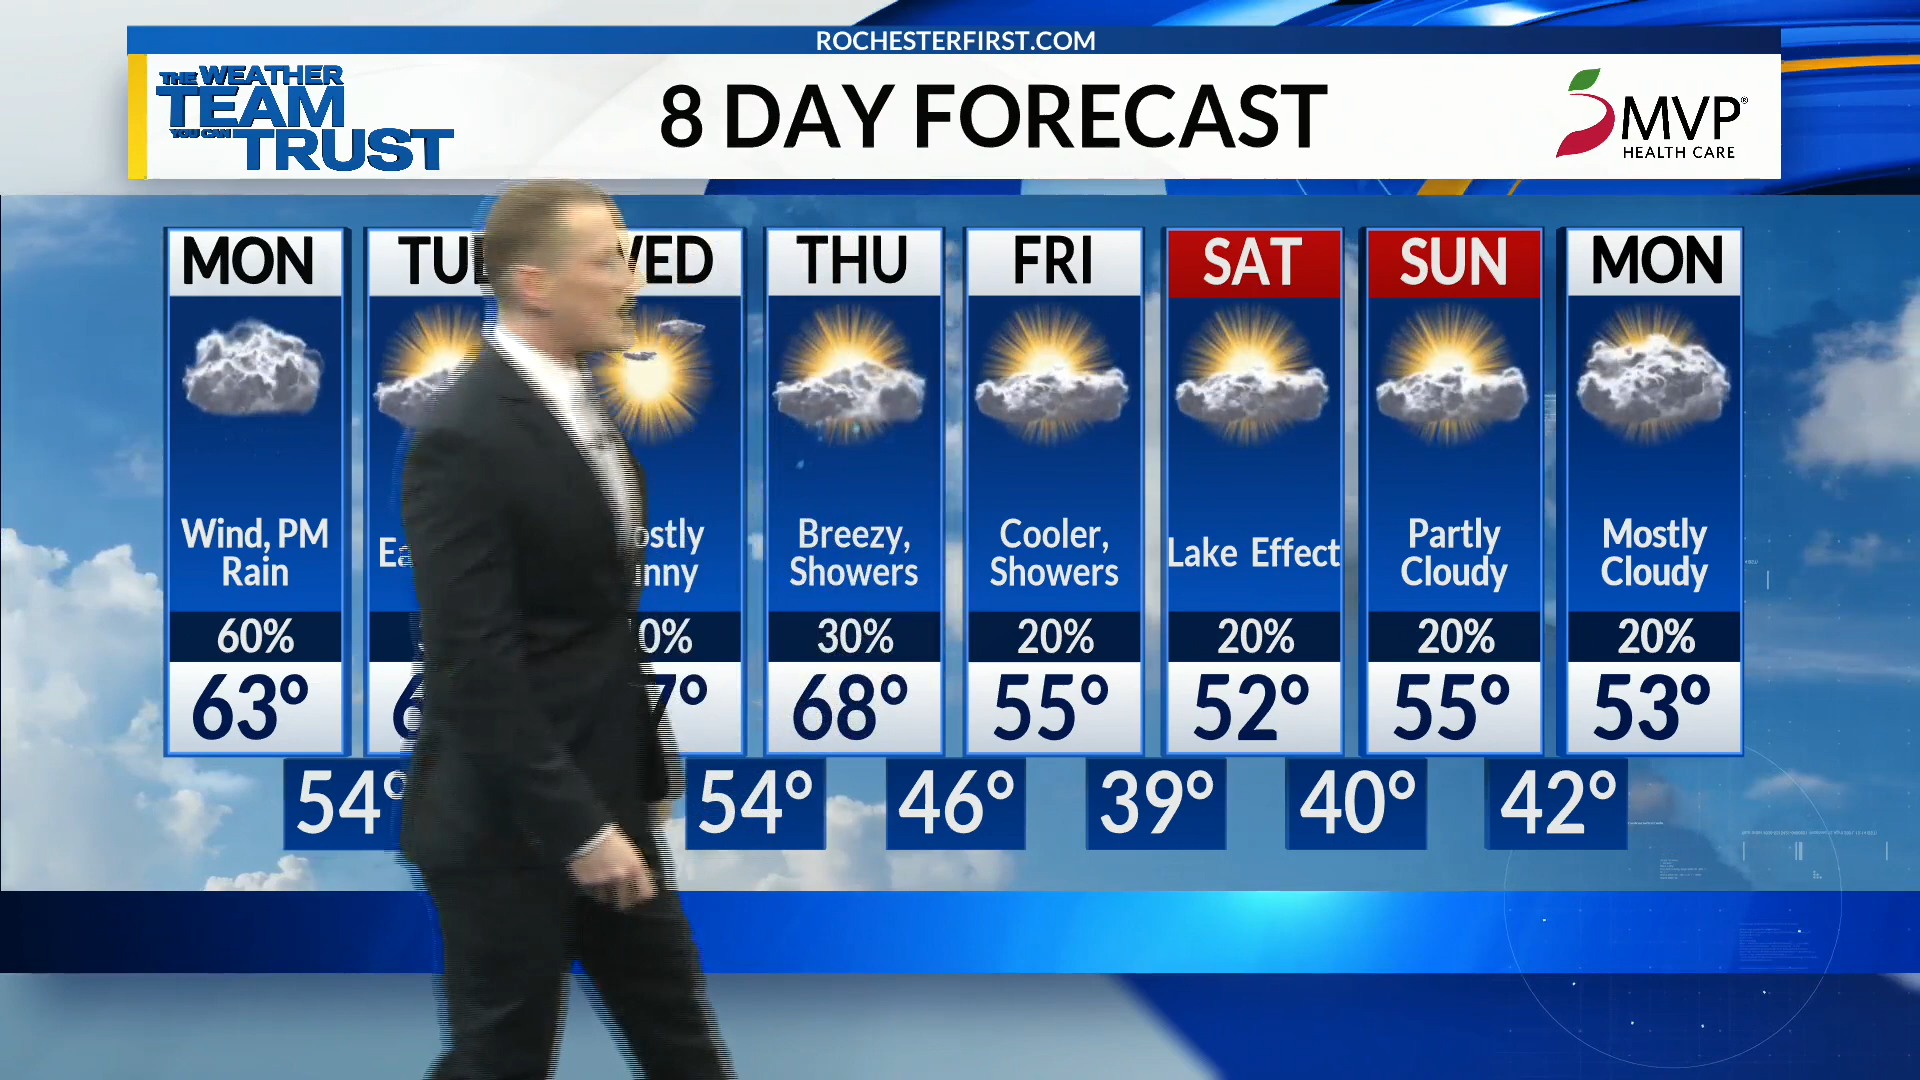 ROCHESTERFIRST.COM
THE WEATHER
TEAM
YOU CAN TRUST
8 DAY FORECAST
MVP®
HEALTH CARE
MON
THU
FRI
SAT
SUN
MON
Wind, PM
Rain
Breezy,
Showers
Cooler,
Showers
Lake Effect
Partly
Cloudy
Mostly
Cloudy
60%
30%
20%
20%
20%
20%
63°
68°
55°
52°
55°
53°
54°
54°
46°
39°
40°
42°